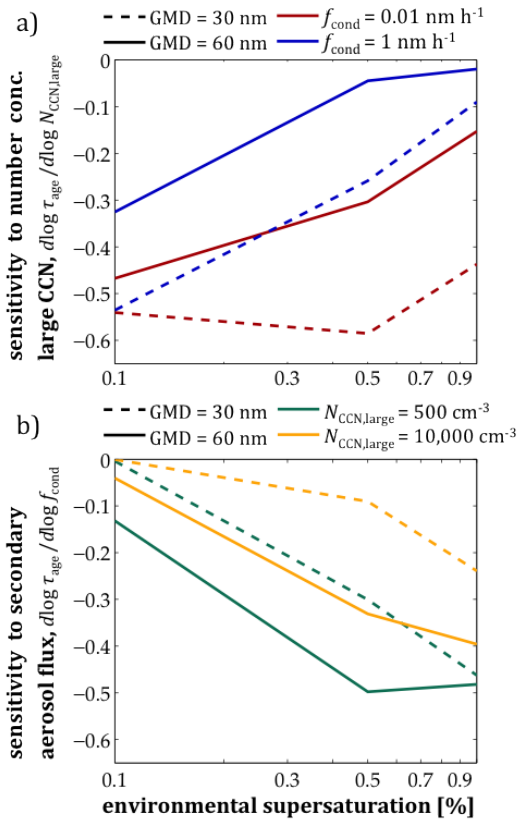 a)
GMD = 30 nm
f_cond = 0.01 nm h⁻¹
GMD = 60 nm
f_cond = 1 nm h⁻¹
sensitivity to number conc.
large CCN, dlog τ_age/dlog N_CCN,large
0
−0.1
−0.2
−0.3
−0.4
−0.5
−0.6
0.1
0.3
0.5
0.7
0.9
b)
GMD = 30 nm
N_CCN,large = 500 cm⁻³
GMD = 60 nm
N_CCN,large = 10,000 cm⁻³
sensitivity to secondary
aerosol flux, dlog τ_age/dlog f_cond
0
−0.1
−0.2
−0.3
−0.4
−0.5
−0.6
0.1
0.3
0.5
0.7
0.9
environmental supersaturation [%]